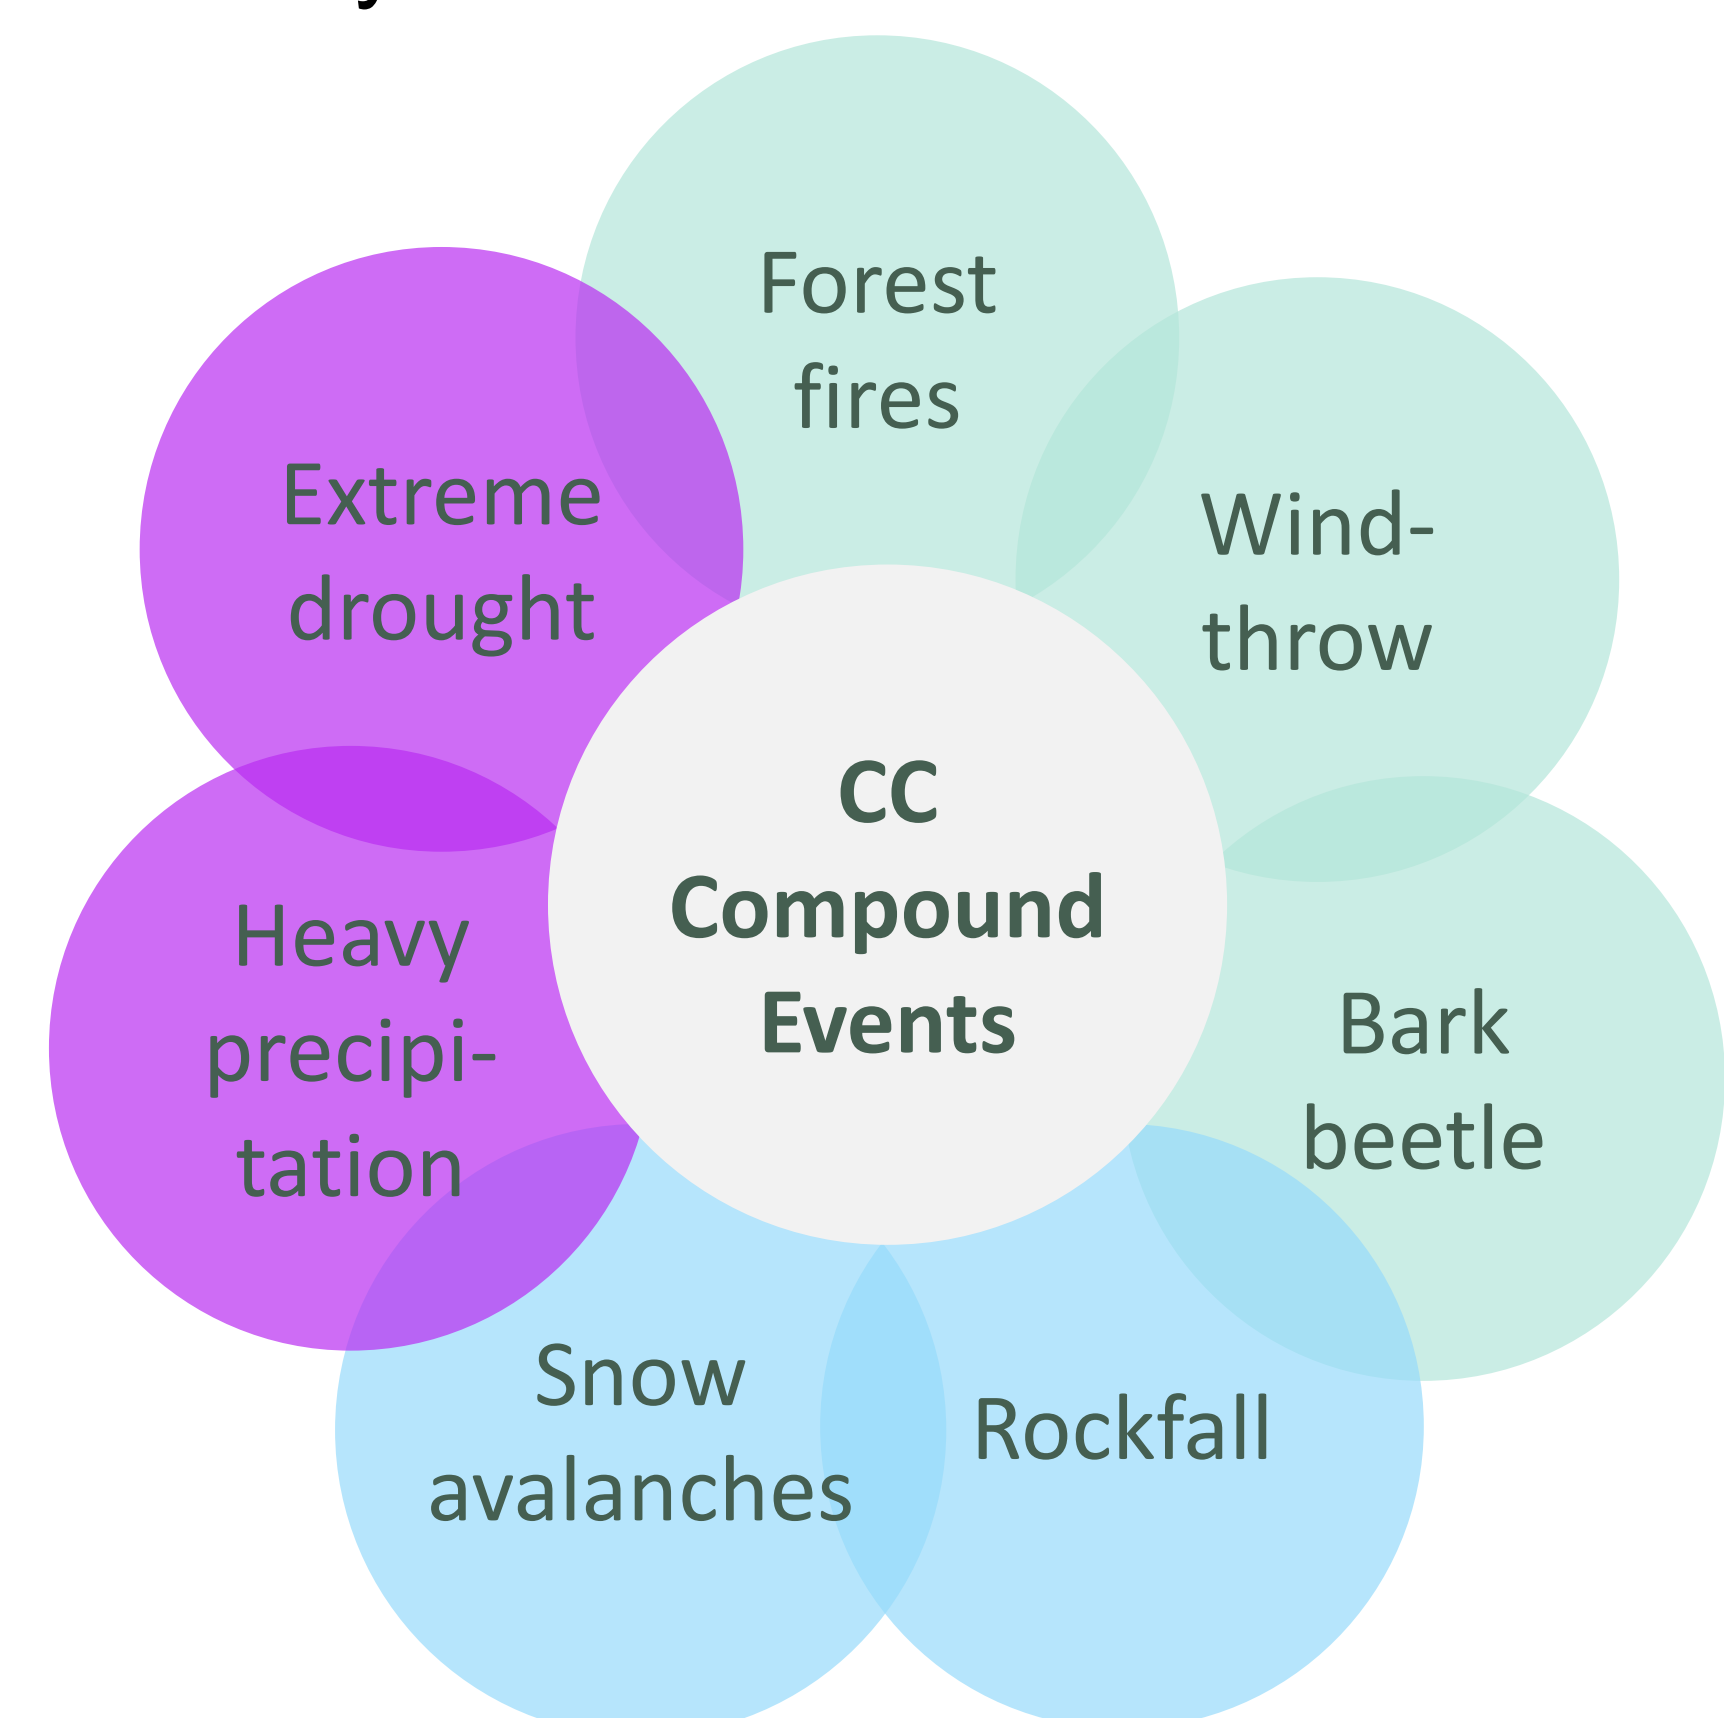 Forest
fires
Wind-
throw
Bark
beetle
Rockfall
Snow
avalanches
Heavy
precipi-
tation
Extreme
drought
CC
Compound
Events